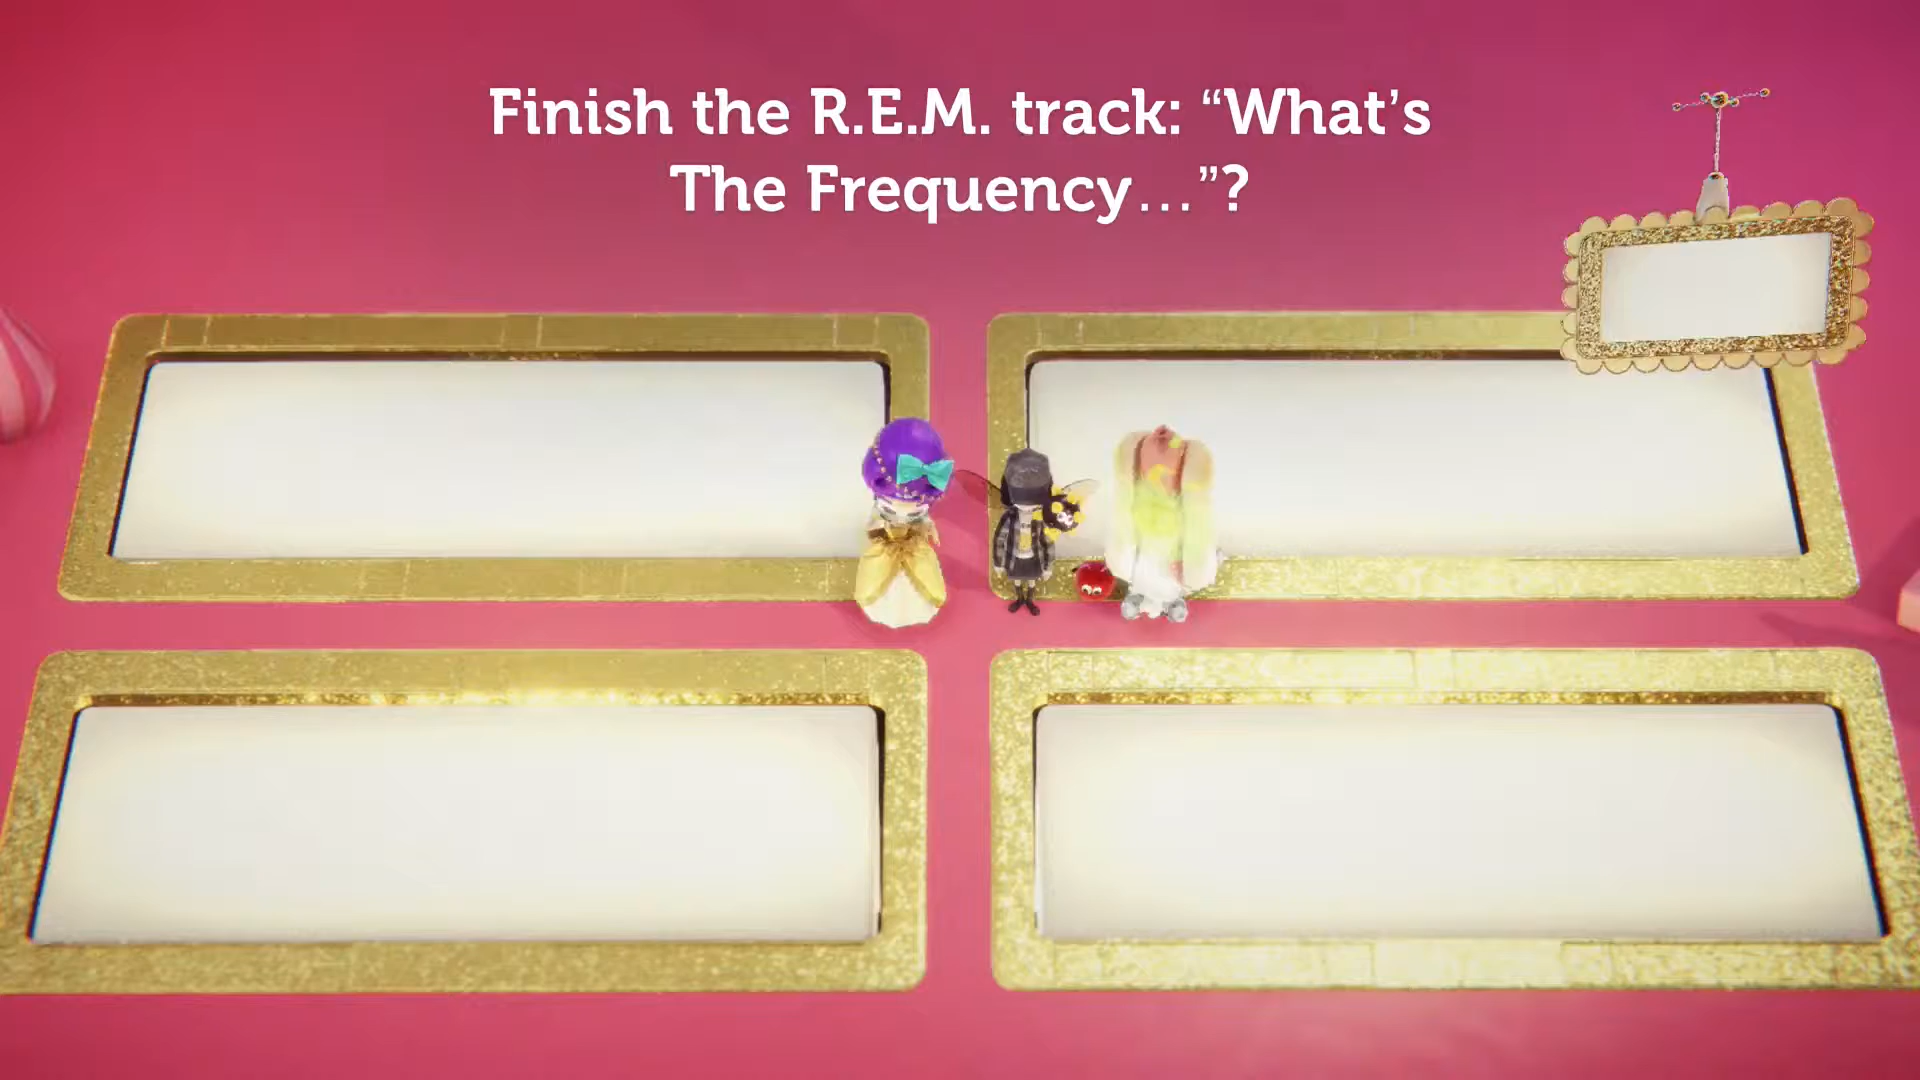 Finish the R.E.M. track: “What’s
The Frequency...”?